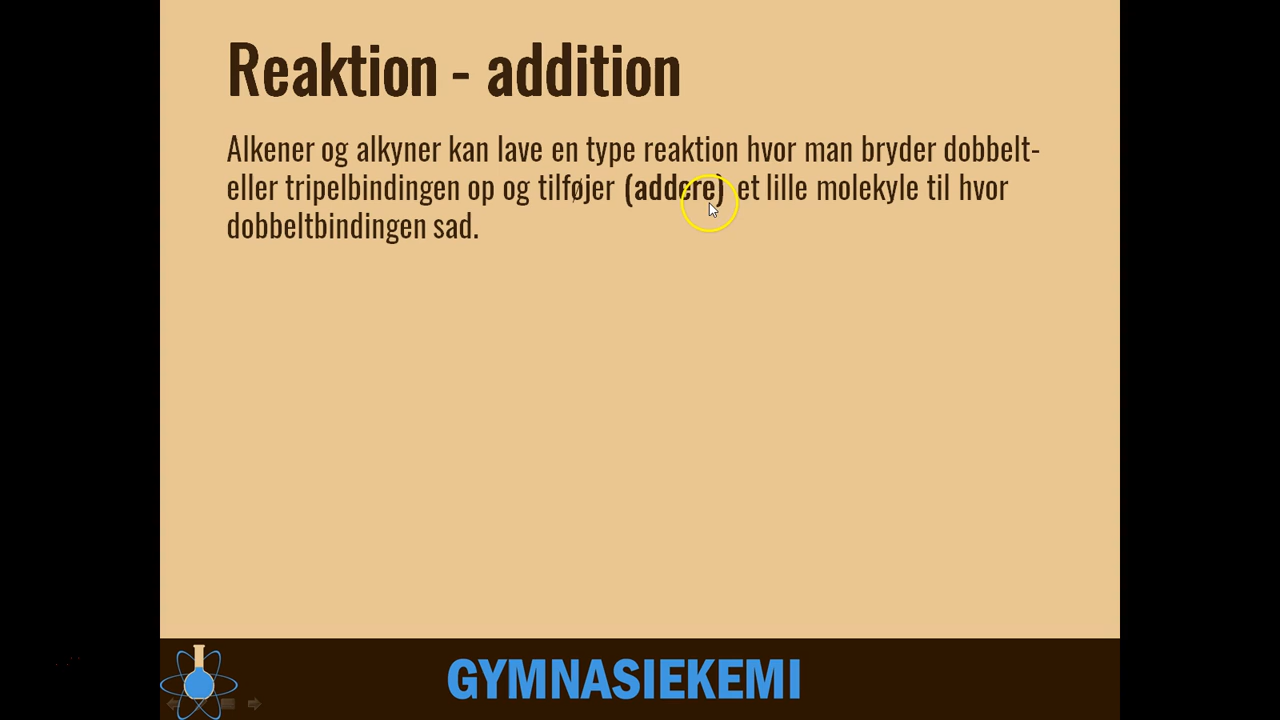 Reaktion - addition
Alkener og alkyner kan lave en type reaktion hvor man bryder dobbelt-
eller tripelbindingen op og tilføjer (addere) et lille molekyle til hvor
dobbeltbindingen sad.
GYMNASIEKEMI